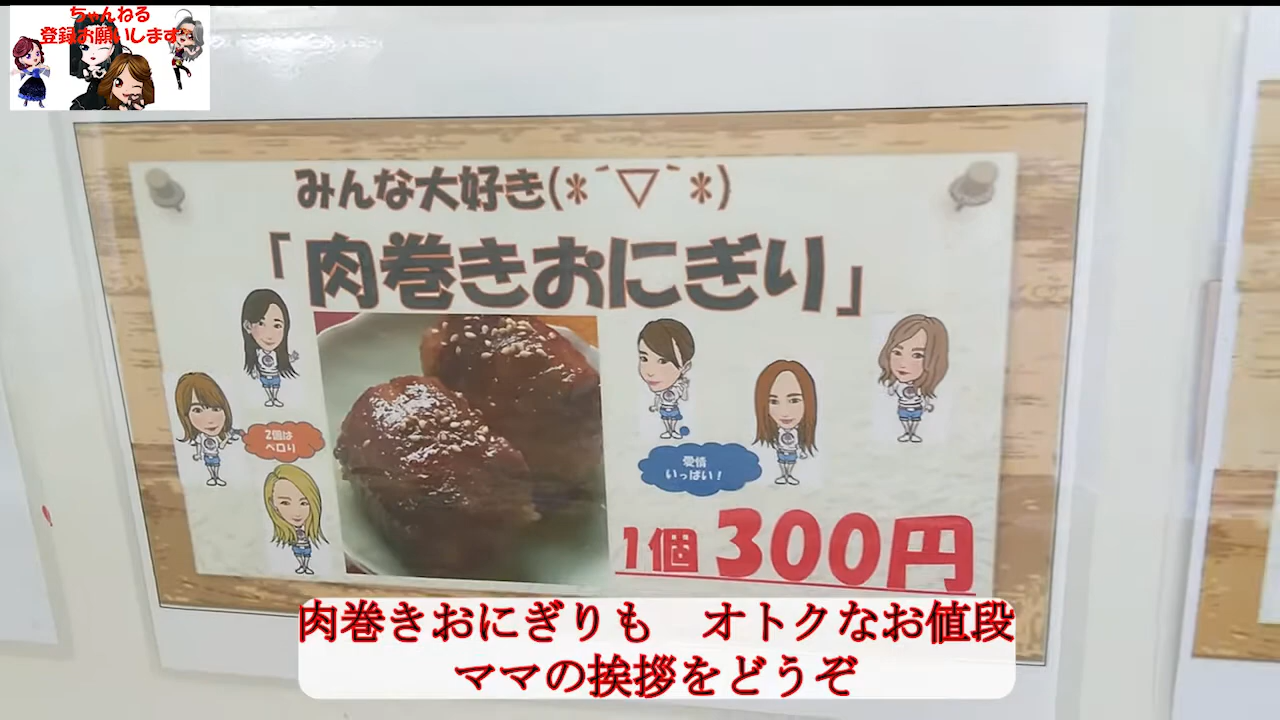 ちゃんねる
登録お願いします
みんな大好き(*´▽`*)
「肉巻きおにぎり」
2個は
ペロリ
愛情
いっぱい！
1個 300円
肉巻きおにぎりも　オトクなお値段
ママの挨拶をどうぞ